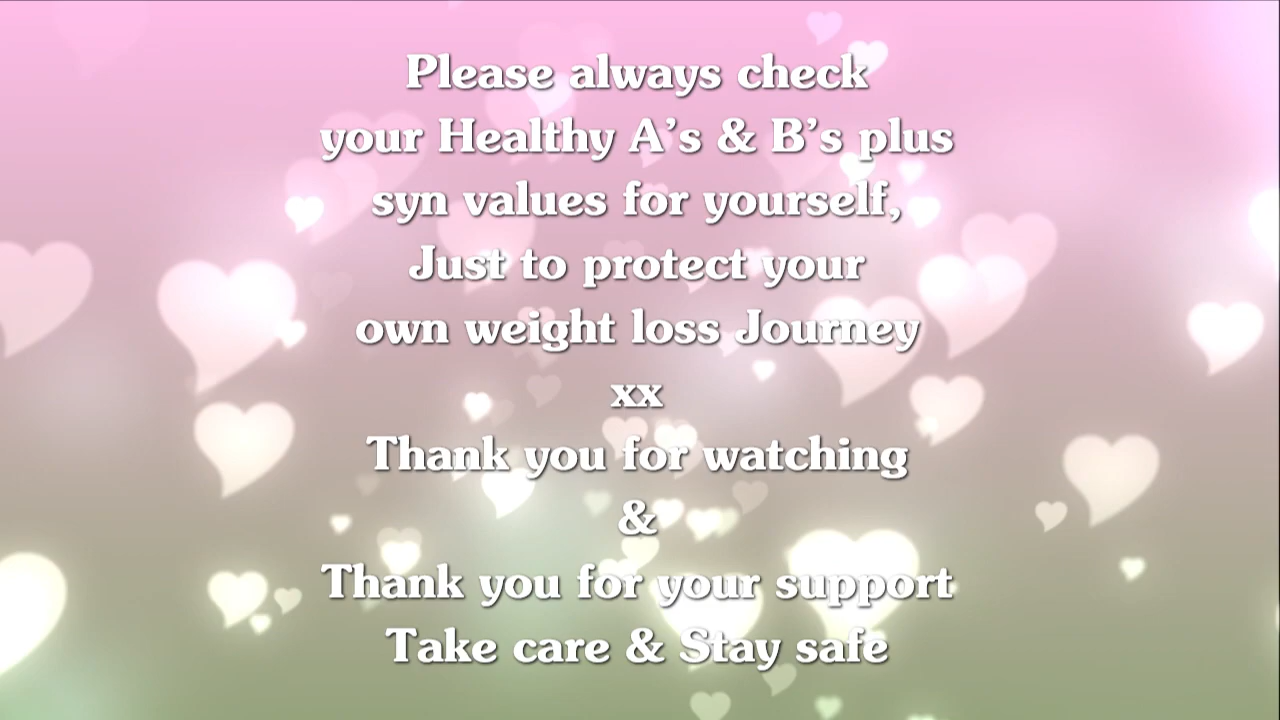 Please always check
your Healthy A's & B's plus
syn values for yourself,
Just to protect your
own weight loss Journey
xx
Thank you for watching
&
Thank you for your support
Take care & Stay safe